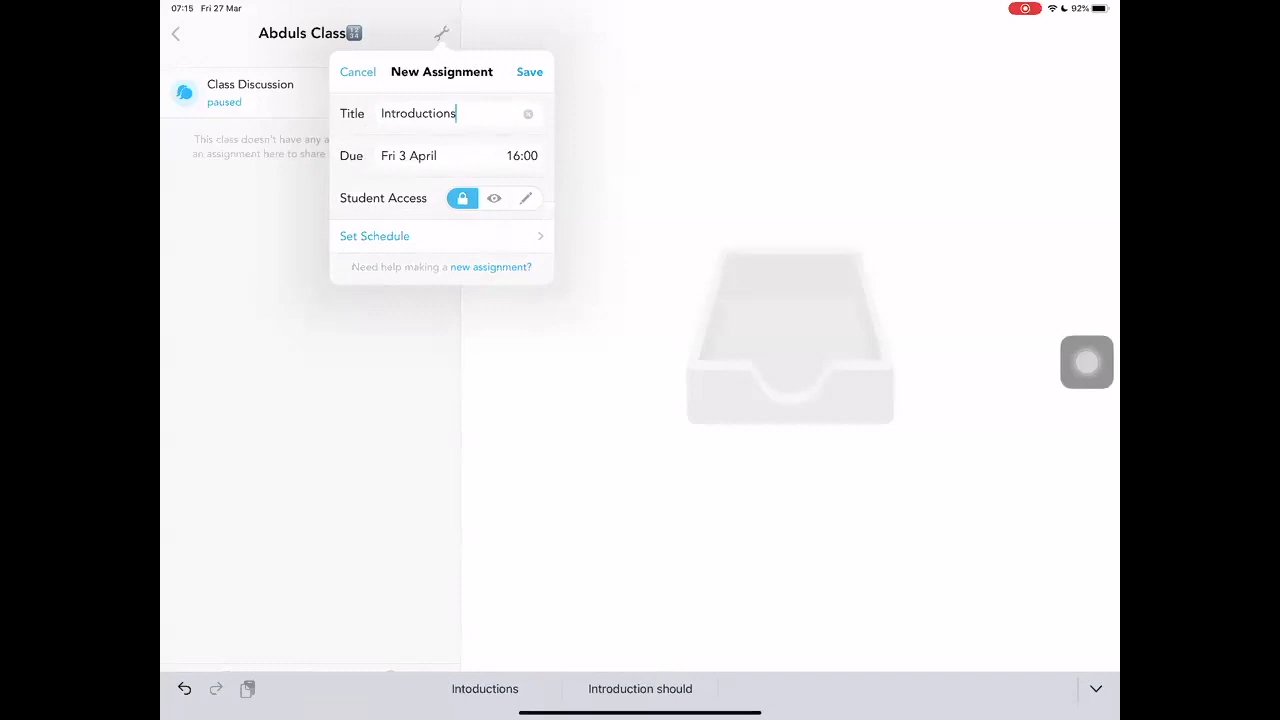 07:15 Fri 27 Mar
92%
Abduls Class
Class Discussion
paused
This class doesn't have any a
an assignment here to share
Cancel New Assignment Save
Title Introductions
Due Fri 3 April 16:00
Student Access
Set Schedule
Need help making a new assignment?
Intoductions Introduction should